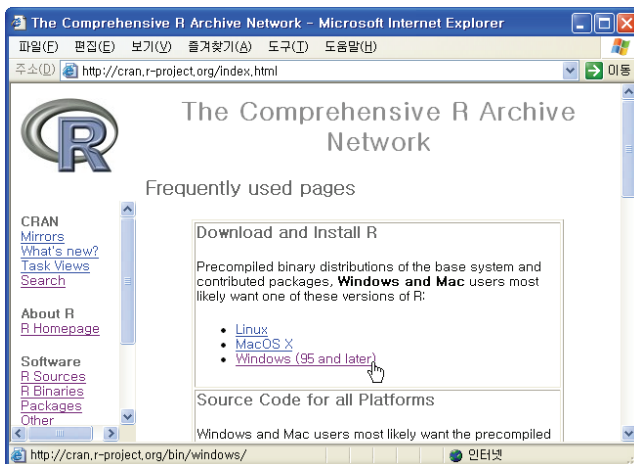 The Comprehensive R Archive Network - Microsoft Internet Explorer
파일(F) 편집(E) 보기(V) 즐겨찾기(A) 도구(T) 도움말(H)
주소(D) http://cran.r-project.org/index.html 이동
R
The Comprehensive R Archive
Network
Frequently used pages
CRAN
Mirrors
What's new?
Task Views
Search
About R
R Homepage
Software
R Sources
R Binaries
Packages
Other
Download and Install R
Precompiled binary distributions of the base system and
contributed packages, Windows and Mac users most
likely want one of these versions of R:
• Linux
• MacOS X
• Windows (95 and later)
Source Code for all Platforms
Windows and Mac users most likely want the precompiled
http://cran.r-project.org/bin/windows/ 인터넷